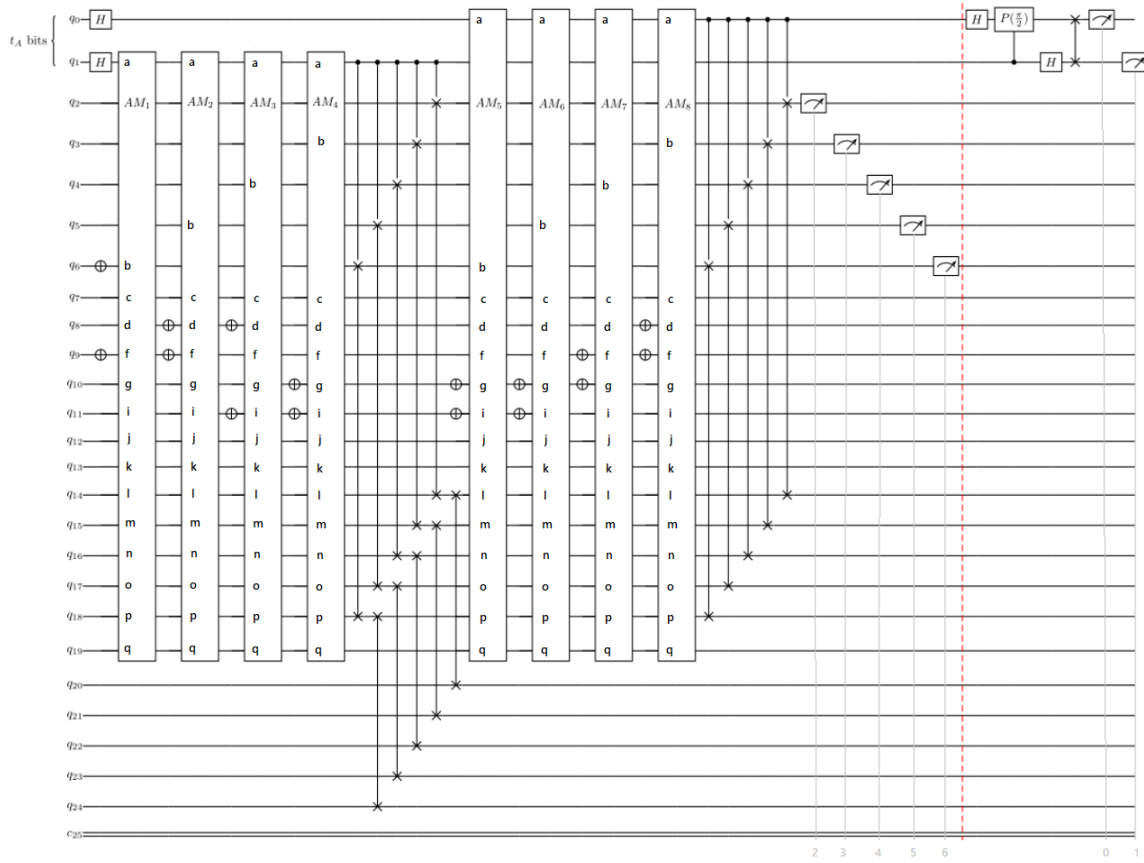 q0 H a a a a H P(π/2)
t_A bits
q1 H a a a a H
q2 AM1 AM2 AM3 AM4 AM5 AM6 AM7 AM8
q3 b b
q4 b b
q5 b b
q6 b b
q7 c c c c c c c c
q8 d d d d d d d d
q9 f f f f f f f f
q10 g g g g g g g g
q11 i i i i i i i i
q12 j j j j j j j j
q13 k k k k k k k k
q14 l l l l l l l l
q15 m m m m m m m m
q16 n n n n n n n n
q17 o o o o o o o o
q18 p p p p p p p p
q19 q q q q q q q q
q20
q21
q22
q23
q24
c25
2 3 4 5 6 0 1